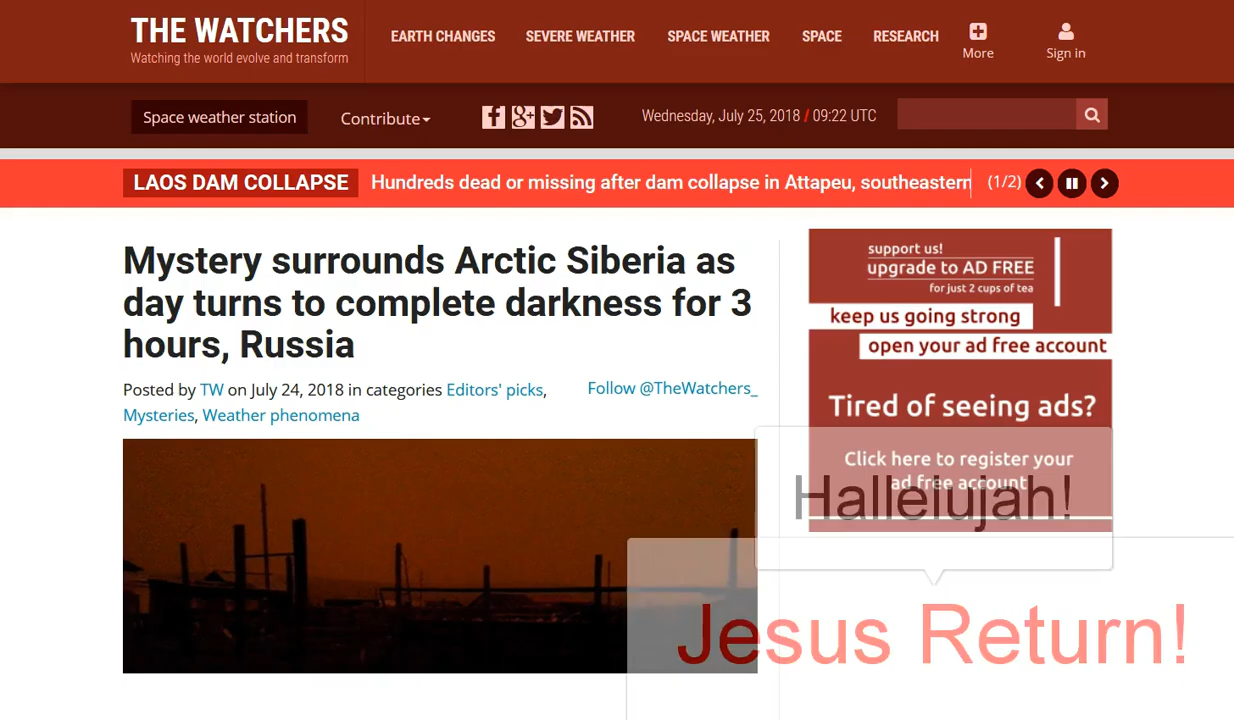 THE WATCHERS
Watching the world evolve and transform
EARTH CHANGES
SEVERE WEATHER
SPACE WEATHER
SPACE
RESEARCH
More
Sign in
Space weather station
Contribute
Wednesday, July 25, 2018 / 09:22 UTC
LAOS DAM COLLAPSE
Hundreds dead or missing after dam collapse in Attapeu, southeastern
(1/2)
Mystery surrounds Arctic Siberia as
day turns to complete darkness for 3
hours, Russia
Posted by TW on July 24, 2018 in categories Editors' picks,
Mysteries, Weather phenomena
Follow @TheWatchers_
support us!
upgrade to AD FREE
for just 2 cups of tea
keep us going strong
open your ad free account
Tired of seeing ads?
Click here to register your
ad free account
Hallelujah!
Jesus Return!